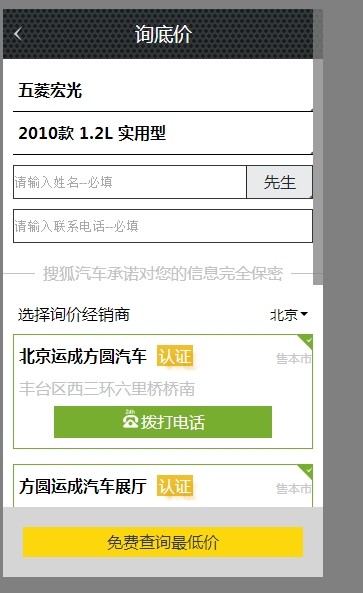 询底价
五菱宏光
2010款 1.2L 实用型
请输入姓名--必填 先生
请输入联系电话--必填
搜狐汽车承诺对您的信息完全保密
选择询价经销商 北京
北京运成方圆汽车 认证 售本市
丰台区西三环六里桥桥南
24h 拨打电话
方圆运成汽车展厅 认证 售本市
免费查询最低价